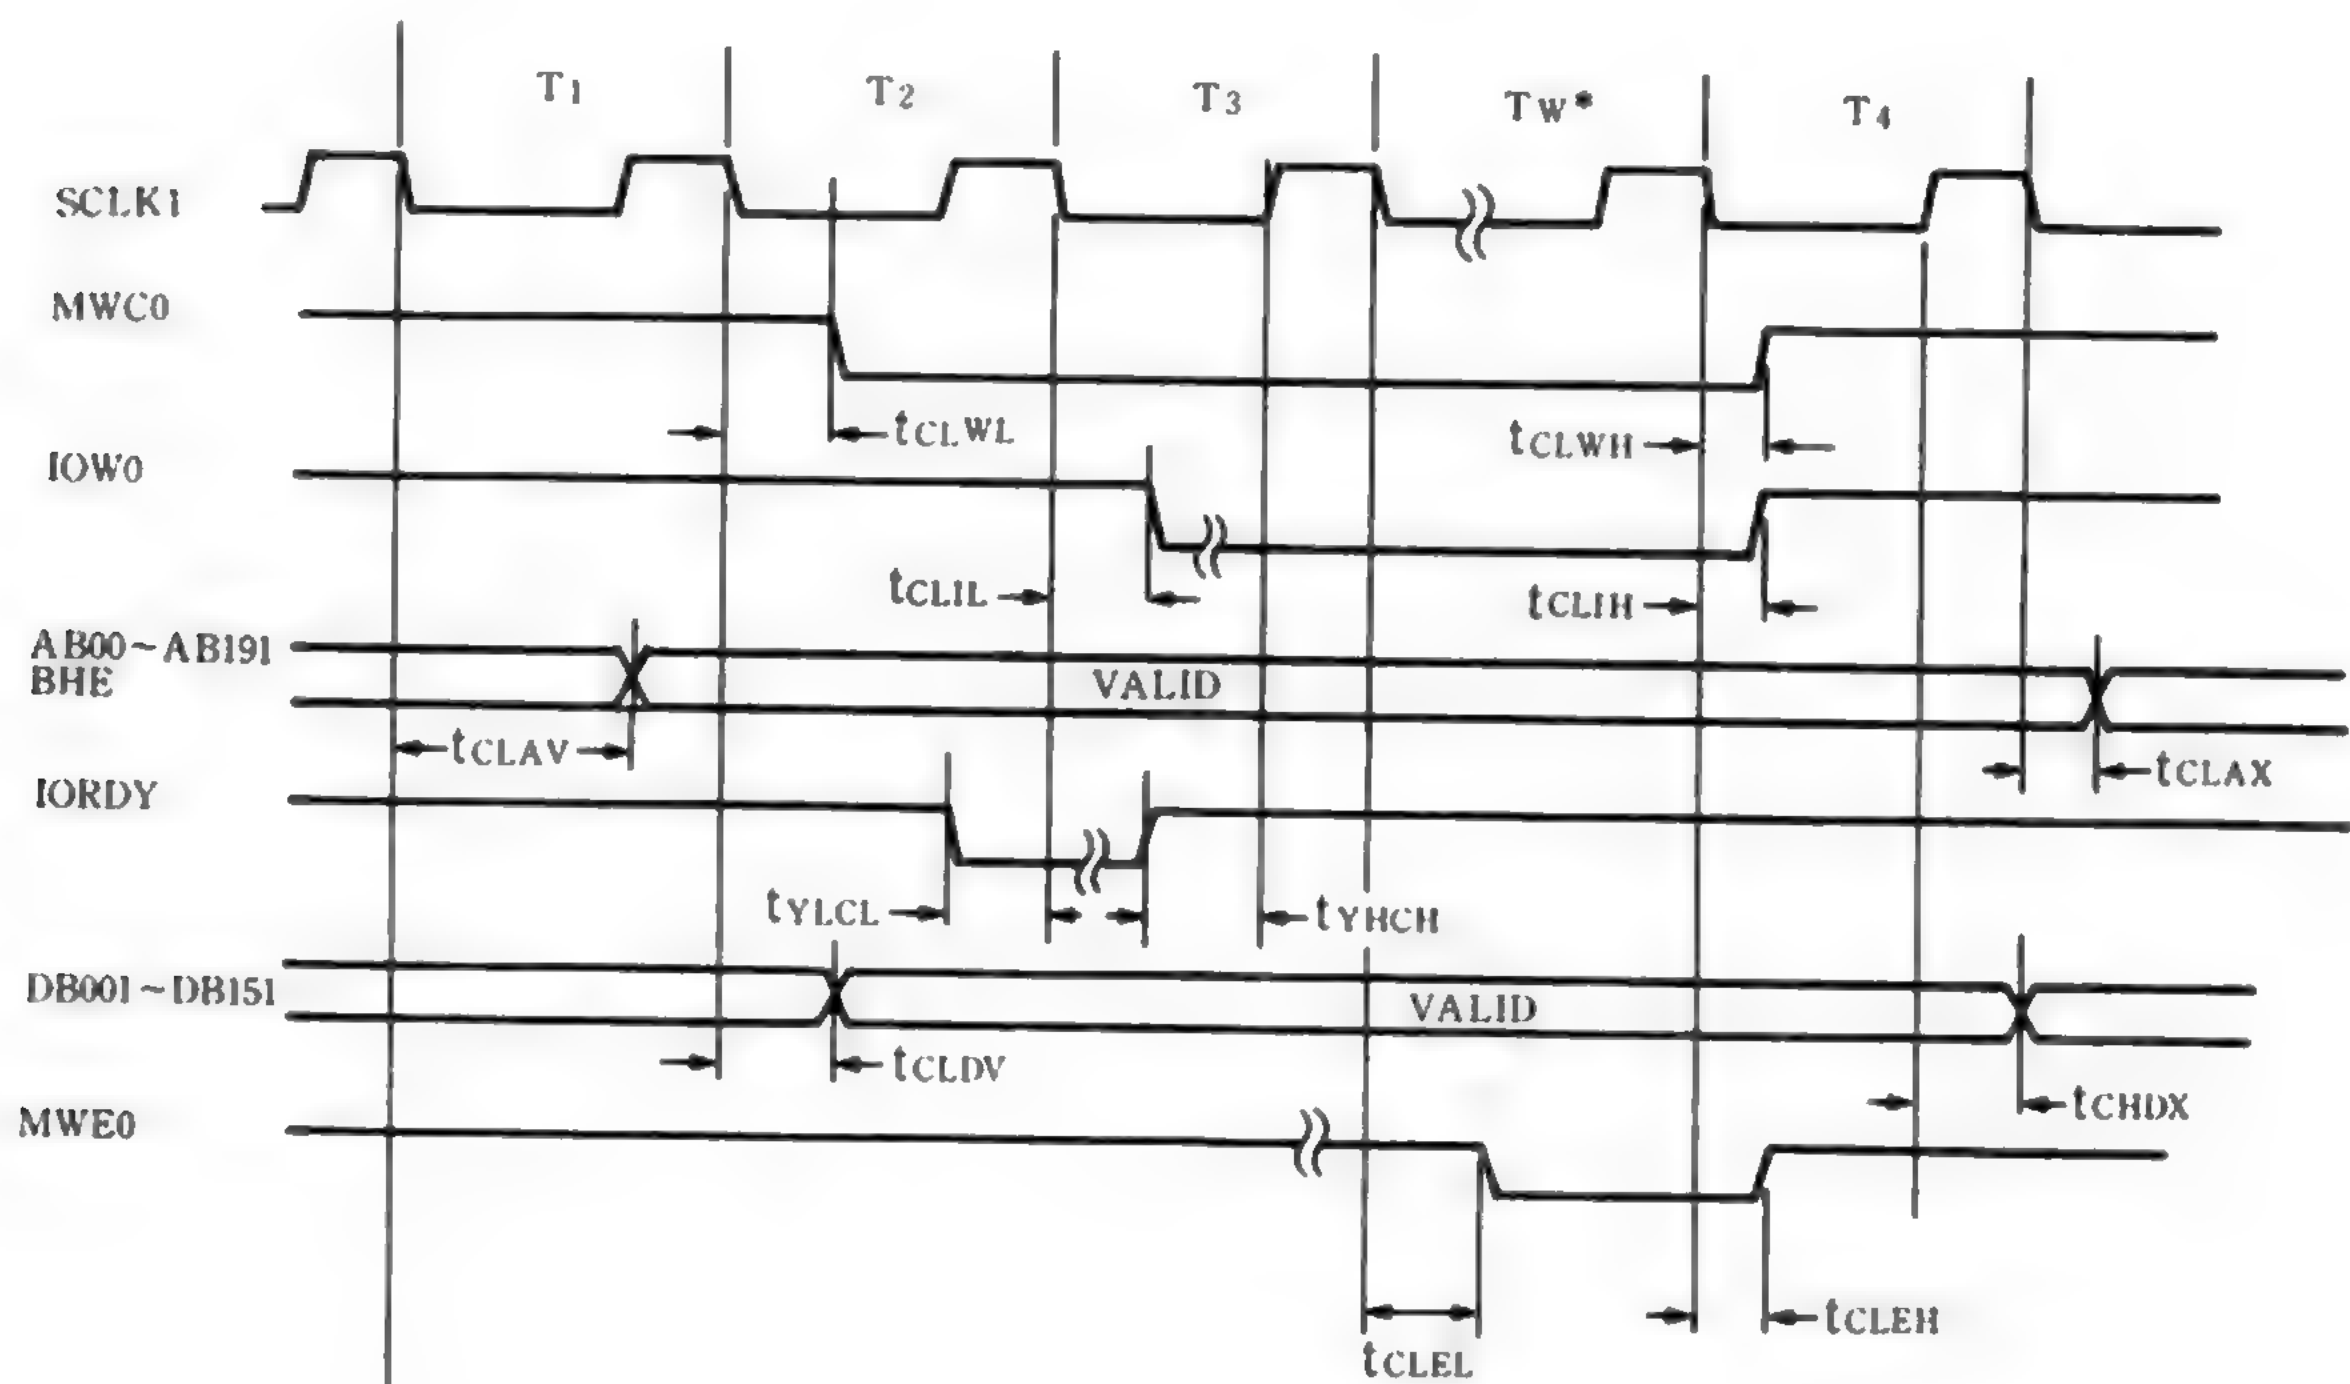 T1 T2 T3 TW* T4
SCLK1
MWC0
tCLWL tCLWH
IOW0
tCLIL tCLIH
AB00~AB191
BHE
VALID
tCLAV tCLAX
IORDY
tYLCL tYHCH
DB001~DB151
VALID
tCLDV
tCHDX
MWE0
tCLEH
tCLEL